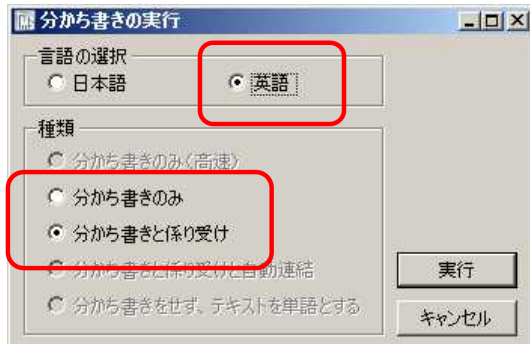 分かち書きの実行
言語の選択
日本語 英語
種類
分かち書きのみ(高速)
分かち書きのみ
分かち書きと係り受け
分かち書きと係り受けと自動連結
分かち書きをせず、テキストを単語とする
実行
キャンセル